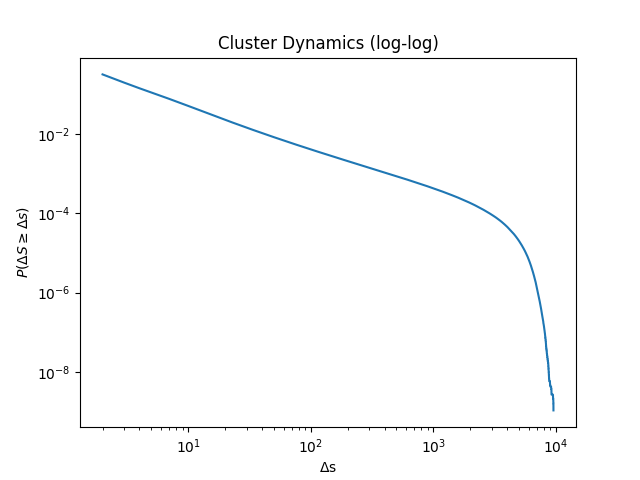 Cluster Dynamics (log-log)
P(ΔS ≥ Δs)
10⁻²
10⁻⁴
10⁻⁶
10⁻⁸
10¹
10²
10³
10⁴
Δs